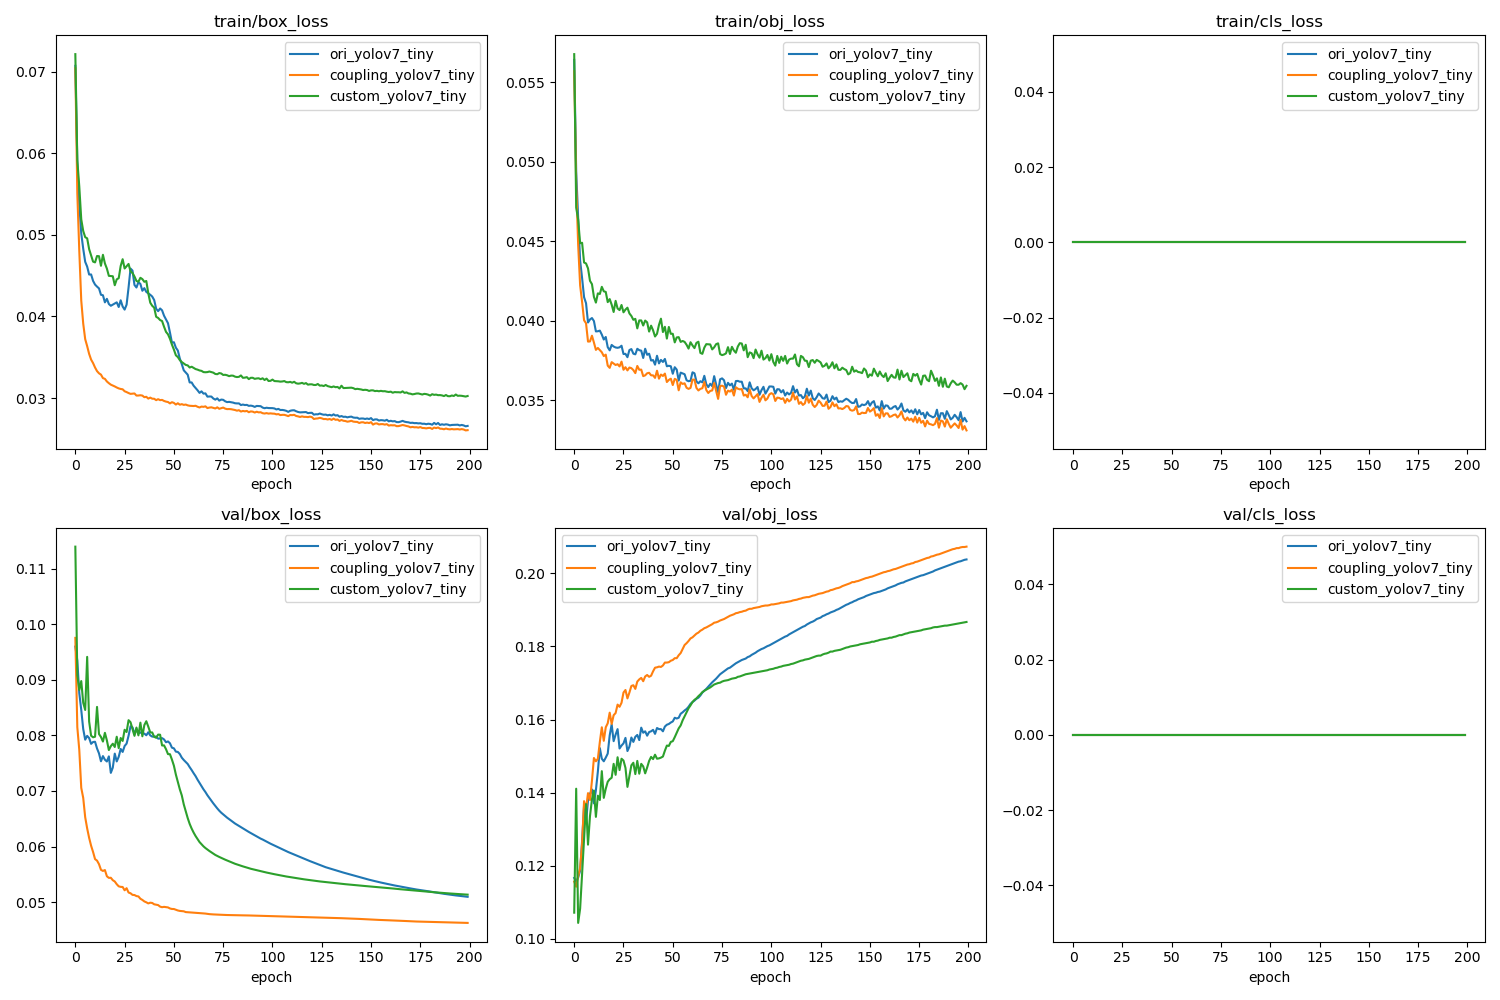 train/box_loss
ori_yolov7_tiny
coupling_yolov7_tiny
custom_yolov7_tiny
0.07
0.06
0.05
0.04
0.03
0 25 50 75 100 125 150 175 200
epoch
train/obj_loss
ori_yolov7_tiny
coupling_yolov7_tiny
custom_yolov7_tiny
0.055
0.050
0.045
0.040
0.035
0 25 50 75 100 125 150 175 200
epoch
train/cls_loss
ori_yolov7_tiny
coupling_yolov7_tiny
custom_yolov7_tiny
0.04
0.02
0.00
−0.02
−0.04
0 25 50 75 100 125 150 175 200
epoch
val/box_loss
ori_yolov7_tiny
coupling_yolov7_tiny
custom_yolov7_tiny
0.11
0.10
0.09
0.08
0.07
0.06
0.05
0 25 50 75 100 125 150 175 200
epoch
val/obj_loss
ori_yolov7_tiny
coupling_yolov7_tiny
custom_yolov7_tiny
0.20
0.18
0.16
0.14
0.12
0.10
0 25 50 75 100 125 150 175 200
epoch
val/cls_loss
ori_yolov7_tiny
coupling_yolov7_tiny
custom_yolov7_tiny
0.04
0.02
0.00
−0.02
−0.04
0 25 50 75 100 125 150 175 200
epoch